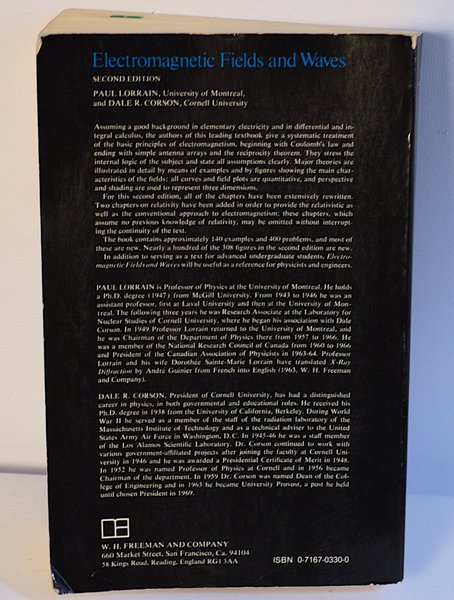 Electromagnetic Fields and Waves
SECOND EDITION
PAUL LORRAIN, University of Montreal,
and DALE R. CORSON, Cornell University
Assuming a good background in elementary electricity and in differential and in-
tegral calculus, the authors of this leading textbook give a systematic treatment
of the basic principles of electromagnetism, beginning with Coulomb's law and
ending with simple antenna arrays and the reciprocity theorem. They stress the
internal logic of the subject and state all assumptions clearly. Major theories are
illustrated in detail by means of examples and by figures showing the main char-
acteristics of the fields: all curves and field plots are quantitative, and perspective
and shading are used to represent three dimensions.
For this second edition, all of the chapters have been extensively rewritten.
Two chapters on relativity have been added in order to provide the relativistic as
well as the conventional approach to electromagnetism; these chapters, which
assume no previous knowledge of relativity, may be omitted without interrupt-
ing the continuity of the text.
The book contains approximately 140 examples and 400 problems, and most of
these are new. Nearly a hundred of the 308 figures in the second edition are new.
In addition to serving as a text for advanced undergraduate students, Electro-
magnetic Fields and Waves will be useful as a reference for physicists and engineers.
PAUL LORRAIN is Professor of Physics at the University of Montreal. He holds
a Ph.D. degree (1947) from McGill University. From 1943 to 1946 he was an
assistant professor, first at Laval University and then at the University of Mon-
treal. The following three years he was Research Associate at the Laboratory for
Nuclear Studies of Cornell University, where he began his association with Dale
Corson. In 1949 Professor Lorrain returned to the University of Montreal, and
he was Chairman of the Department of Physics there from 1957 to 1966. He
was a member of the National Research Council of Canada from 1960 to 1966
and President of the Canadian Association of Physicists in 1963-64. Professor
Lorrain and his wife Dorothée Sainte-Marie Lorrain have translated X-Ray
Diffraction by André Guinier from French into English (1963, W. H. Freeman
and Company).
DALE R. CORSON, President of Cornell University, has had a distinguished
career in physics, in both governmental and educational roles. He received his
Ph.D. degree in 1938 from the University of California, Berkeley. During World
War II he served as a member of the staff of the radiation laboratory of the
Massachusetts Institute of Technology and as a technical adviser to the United
States Army Air Force in Washington, D.C. In 1945-46 he was a staff member
of the Los Alamos Scientific Laboratory. Dr. Corson continued to work with
various government-affiliated projects after joining the faculty at Cornell Uni-
versity in 1946 and he was awarded a Presidential Certificate of Merit in 1948.
In 1952 he was named Professor of Physics at Cornell and in 1956 became
Chairman of the department. In 1959 Dr. Corson was named Dean of the Col-
lege of Engineering and in 1963 he became University Provost, a post he held
until chosen President in 1969.
W. H. FREEMAN AND COMPANY
660 Market Street, San Francisco, Ca. 94104
58 Kings Road, Reading, England RG1 3AA
ISBN 0-7167-0330-0